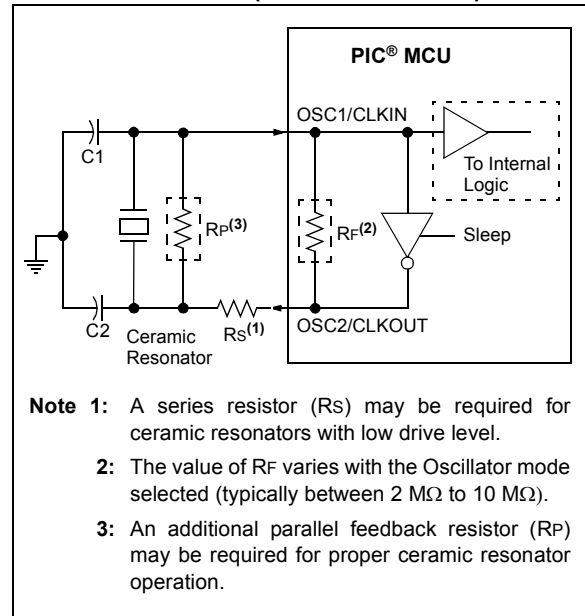 PIC® MCU
OSC1/CLKIN
C1
To Internal
Logic
RP(3)
RF(2)
Sleep
C2
Ceramic
Resonator
RS(1)
OSC2/CLKOUT
Note 1: A series resistor (RS) may be required for
ceramic resonators with low drive level.
2: The value of RF varies with the Oscillator mode
selected (typically between 2 MΩ to 10 MΩ).
3: An additional parallel feedback resistor (RP)
may be required for proper ceramic resonator
operation.